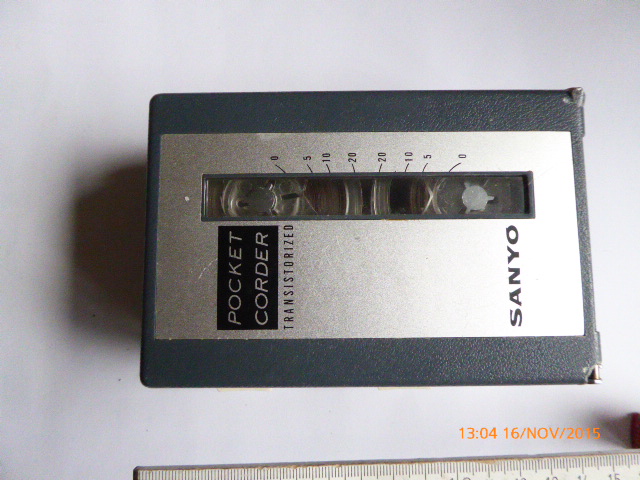 0 5 10 20 20 10 5 0
POCKET
CORDER
TRANSISTORIZED
SANYO
13:04 16/NOV/2015